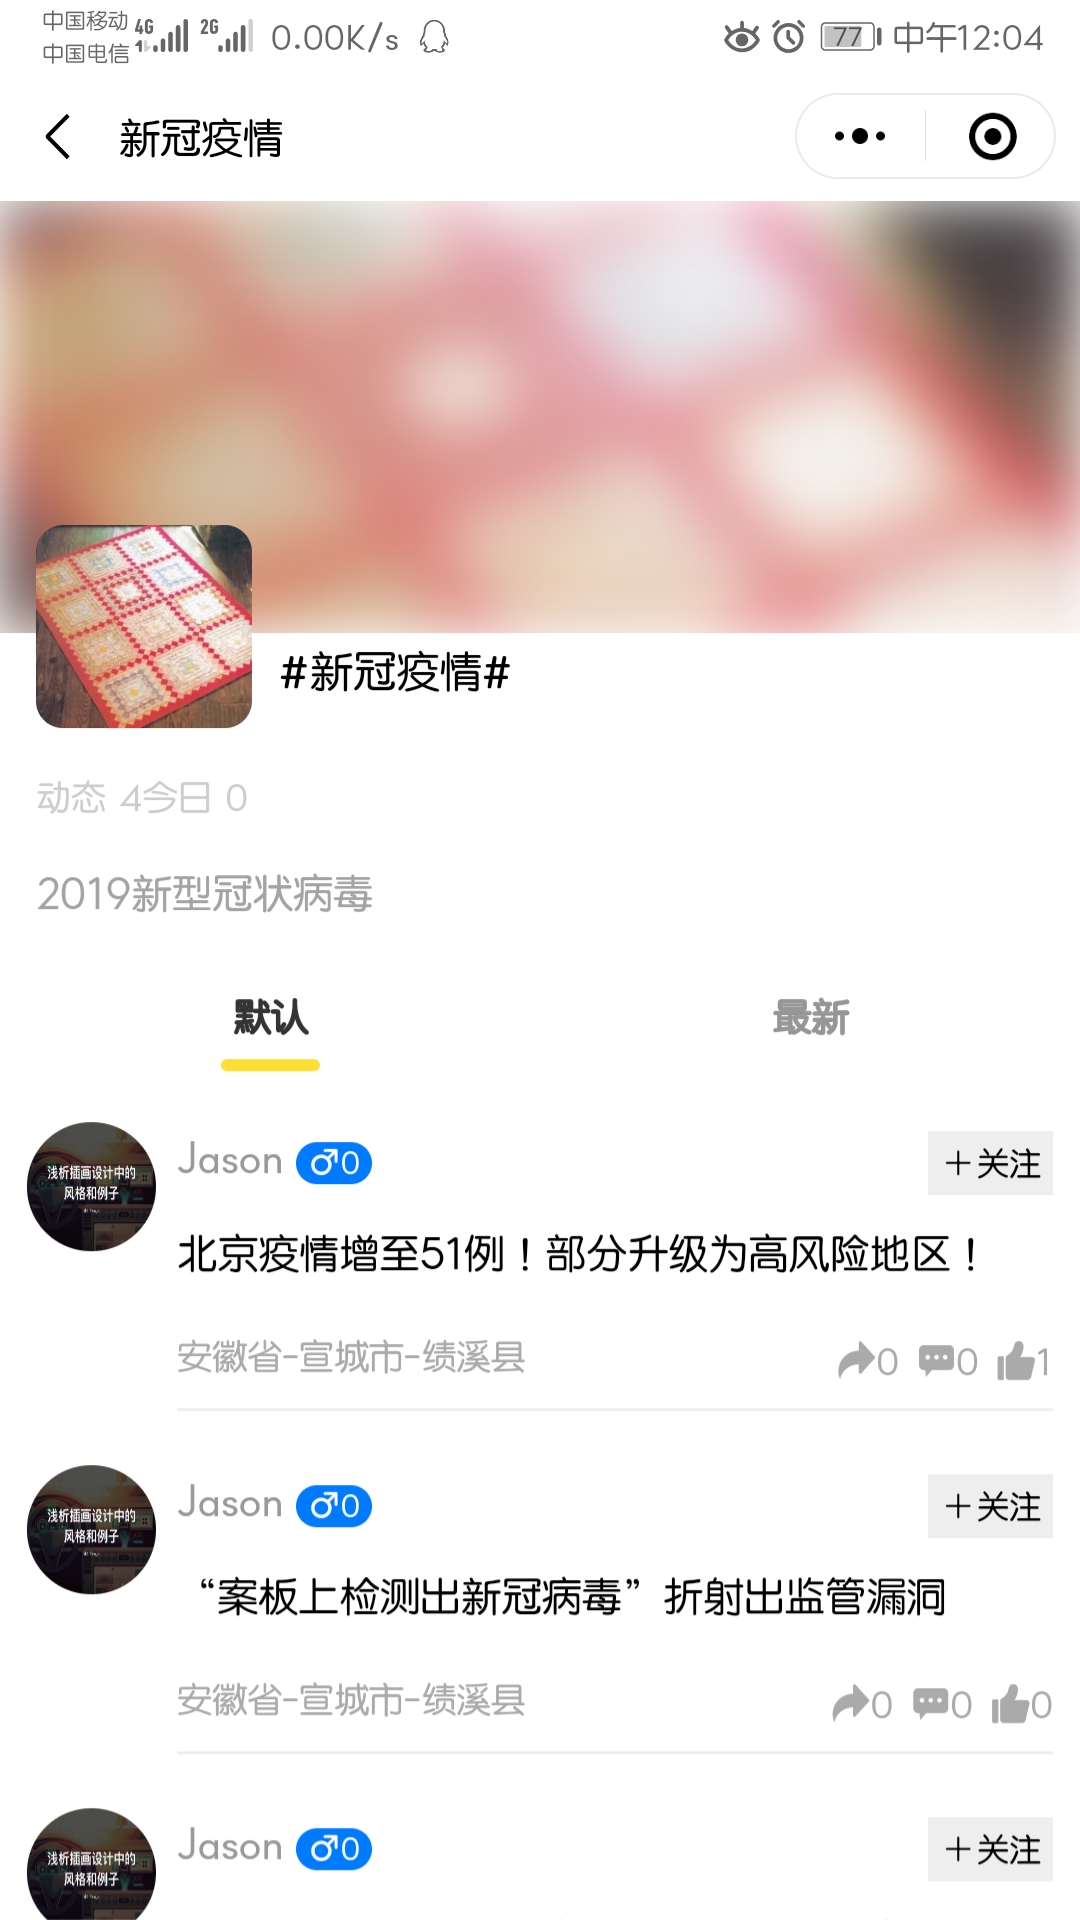 中国移动 4G 2G 0.00K/s 77 中午12:04
中国电信
新冠疫情
#新冠疫情#
动态 4今日 0
2019新型冠状病毒
默认 最新
浅析插画设计中的
风格和例子
Jason 0 +关注
北京疫情增至51例！部分升级为高风险地区！
安徽省-宣城市-绩溪县 0 0 1
浅析插画设计中的
风格和例子
Jason 0 +关注
“案板上检测出新冠病毒”折射出监管漏洞
安徽省-宣城市-绩溪县 0 0 0
浅析插画设计中的
风格和例子
Jason 0 +关注